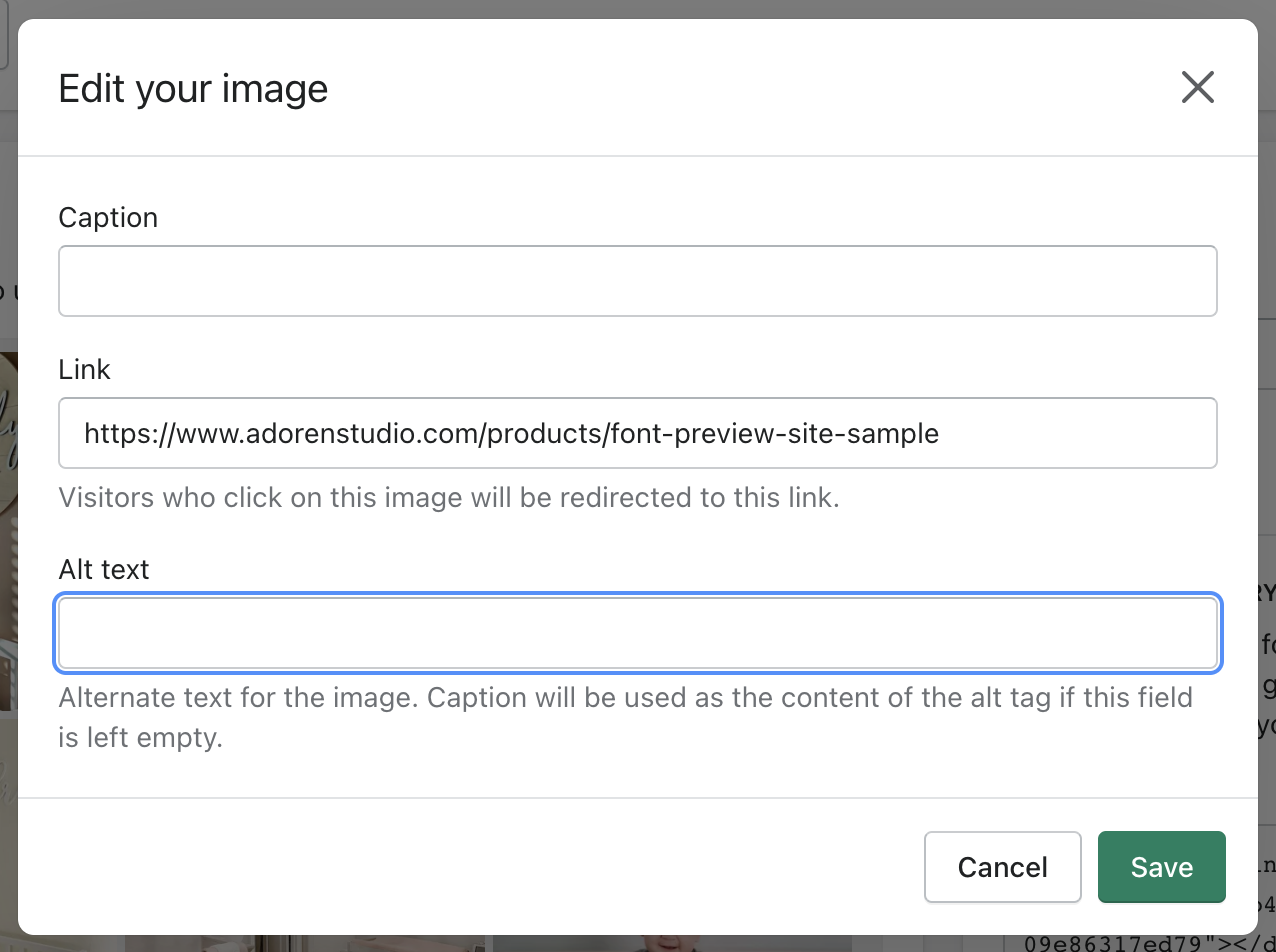 Edit your image
Caption
Link
https://www.adorenstudio.com/products/font-preview-site-sample
Visitors who click on this image will be redirected to this link.
Alt text
Alternate text for the image. Caption will be used as the content of the alt tag if this field
is left empty.
Cancel
Save
09e86317ed79"></d